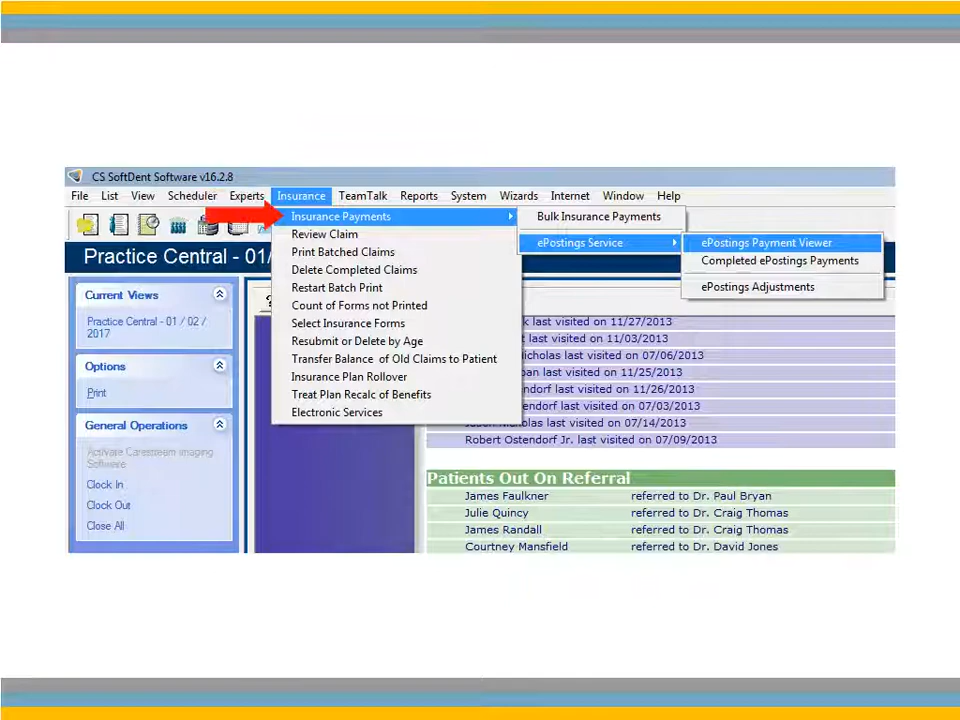 CS SoftDent Software v16.2.8
File List View Scheduler Experts Insurance TeamTalk Reports System Wizards Internet Window Help
Insurance Payments
Review Claim
Print Batched Claims
Delete Completed Claims
Restart Batch Print
Count of Forms not Printed
Select Insurance Forms
Resubmit or Delete by Age
Transfer Balance of Old Claims to Patient
Insurance Plan Rollover
Treat Plan Recalc of Benefits
Electronic Services
Bulk Insurance Payments
ePostings Service
ePostings Payment Viewer
Completed ePostings Payments
ePostings Adjustments
Practice Central - 01/
Current Views
Practice Central - 01 / 02 /
2017
Options
Print
General Operations
Activate Carestream Imaging
Software
Clock In
Clock Out
Close All
?
last visited on 11/27/2013
last visited on 11/03/2013
last visited on 07/06/2013
last visited on 11/25/2013
last visited on 11/26/2013
last visited on 07/03/2013
last visited on 07/14/2013
Robert Ostendorf Jr. last visited on 07/09/2013
Patients Out On Referral
James Faulkner referred to Dr. Paul Bryan
Julie Quincy referred to Dr. Craig Thomas
James Randall referred to Dr. Craig Thomas
Courtney Mansfield referred to Dr. David Jones